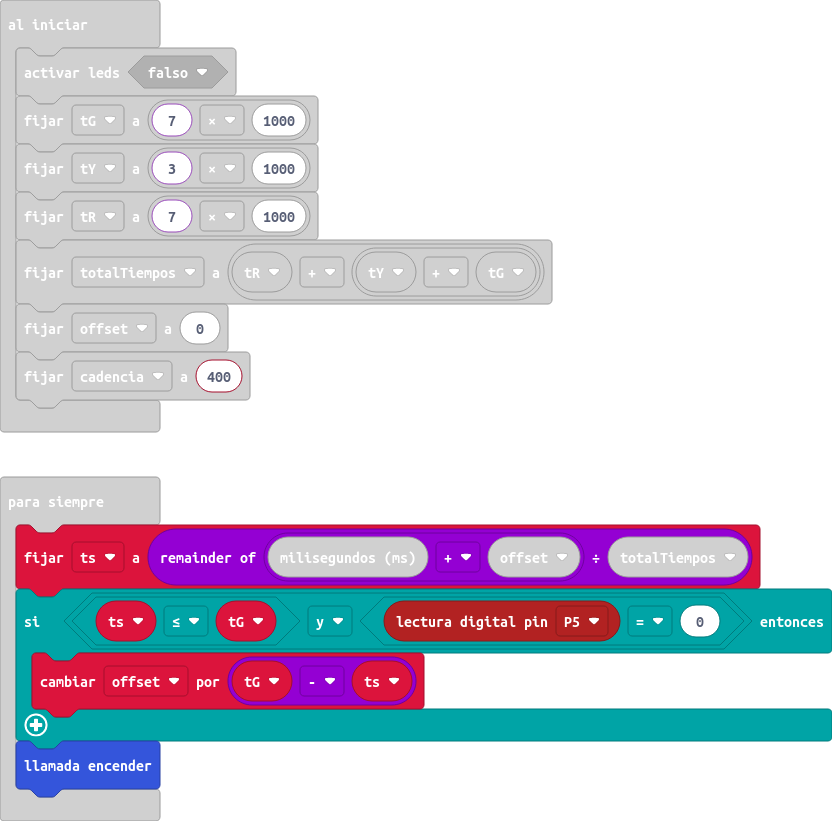 al iniciar
activar leds falso
fijar tG a 7 × 1000
fijar tY a 3 × 1000
fijar tR a 7 × 1000
fijar totalTiempos a tR + tY + tG
fijar offset a 0
fijar cadencia a 400
para siempre
fijar ts a remainder of milisegundos (ms) + offset ÷ totalTiempos
si ts ≤ tG y lectura digital pin P5 = 0 entonces
cambiar offset por tG - ts
llamada encender